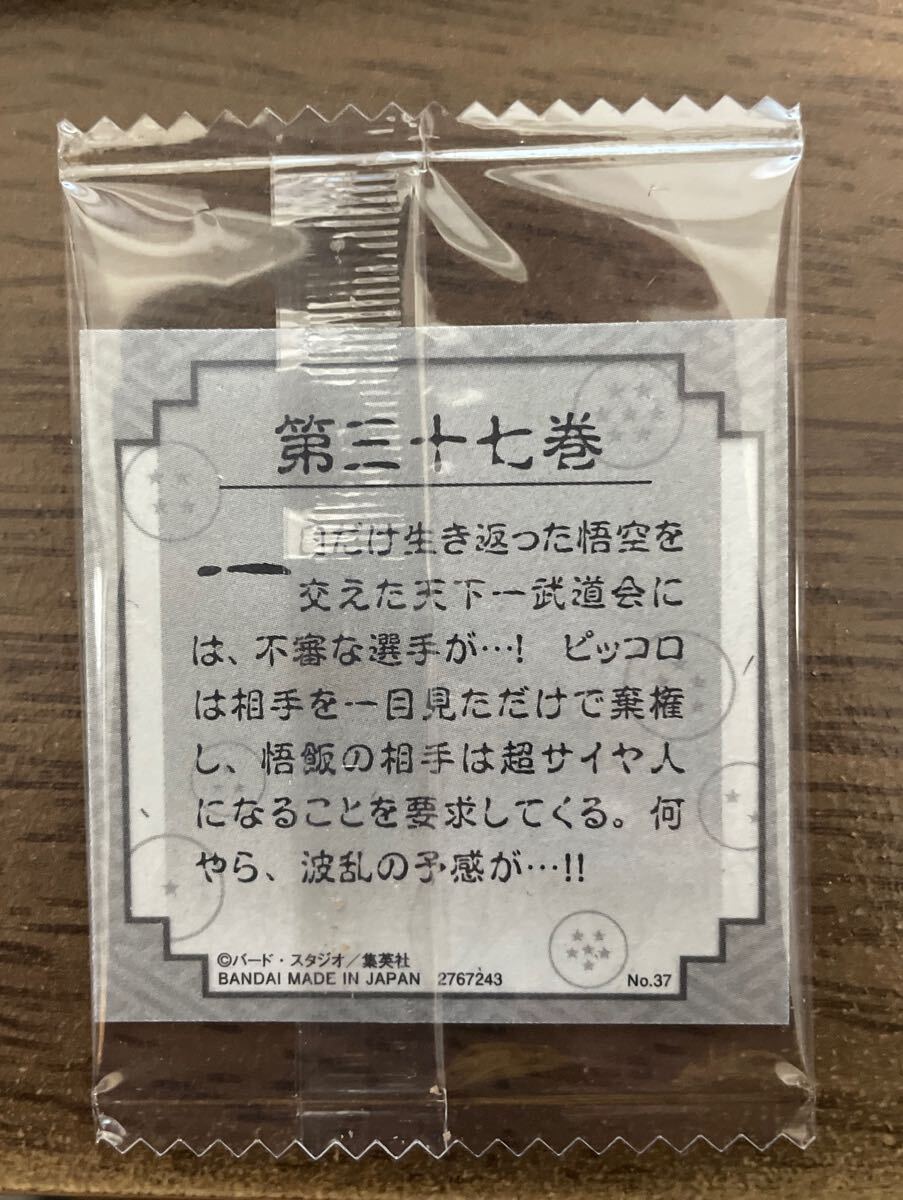 第三十七巻
一日だけ生き返った悟空を
交えた天下一武道会に
は、不審な選手が…! ピッコロ
は相手を一目見ただけで棄権
し、悟飯の相手は超サイヤ人
になることを要求してくる。何
やら、波乱の予感が…!!
©バード・スタジオ／集英社
BANDAI MADE IN JAPAN 2767243 No.37